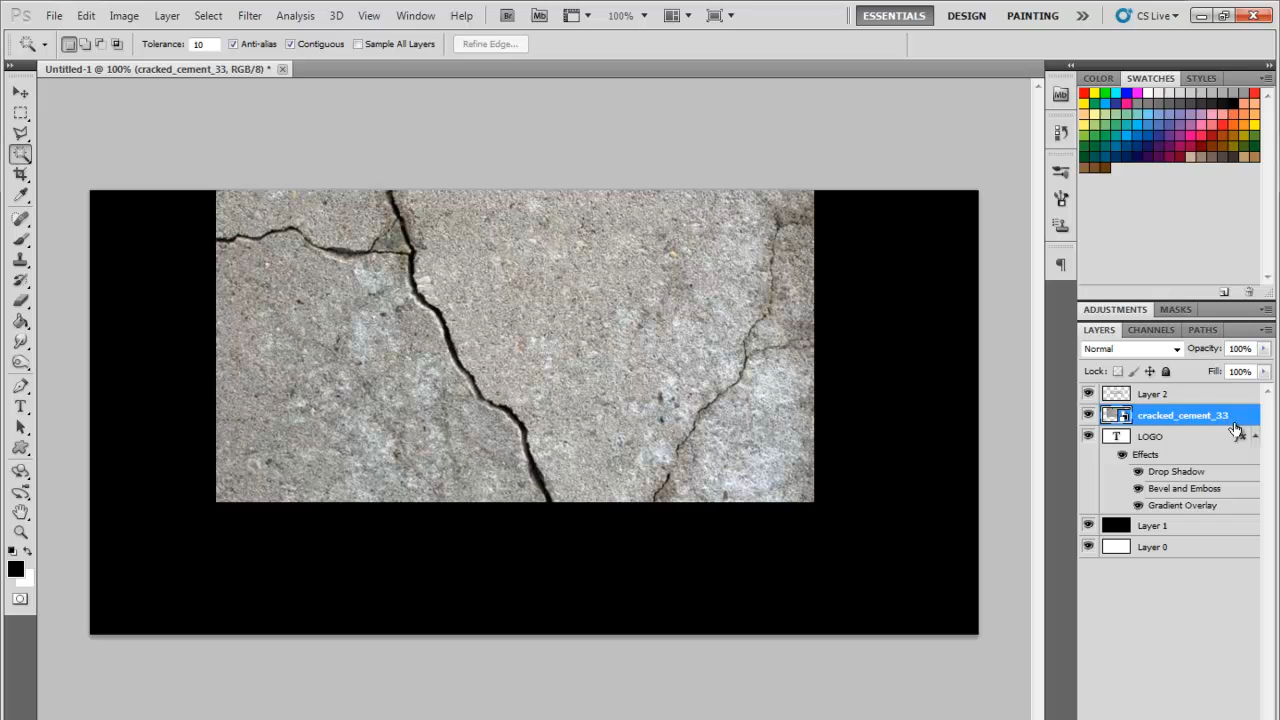 Ps File Edit Image Layer Select Filter Analysis 3D View Window Help Br Mb 100% ESSENTIALS DESIGN PAINTING CS Live
Tolerance: 10 Anti-alias Contiguous Sample All Layers Refine Edge...
Untitled-1 @ 100% (cracked_cement_33, RGB/8) *
COLOR SWATCHES STYLES
Mb
ADJUSTMENTS MASKS
LAYERS CHANNELS PATHS
Normal Opacity: 100%
Lock: Fill: 100%
Layer 2
cracked_cement_33
T LOGO
Effects
Drop Shadow
Bevel and Emboss
Gradient Overlay
Layer 1
Layer 0